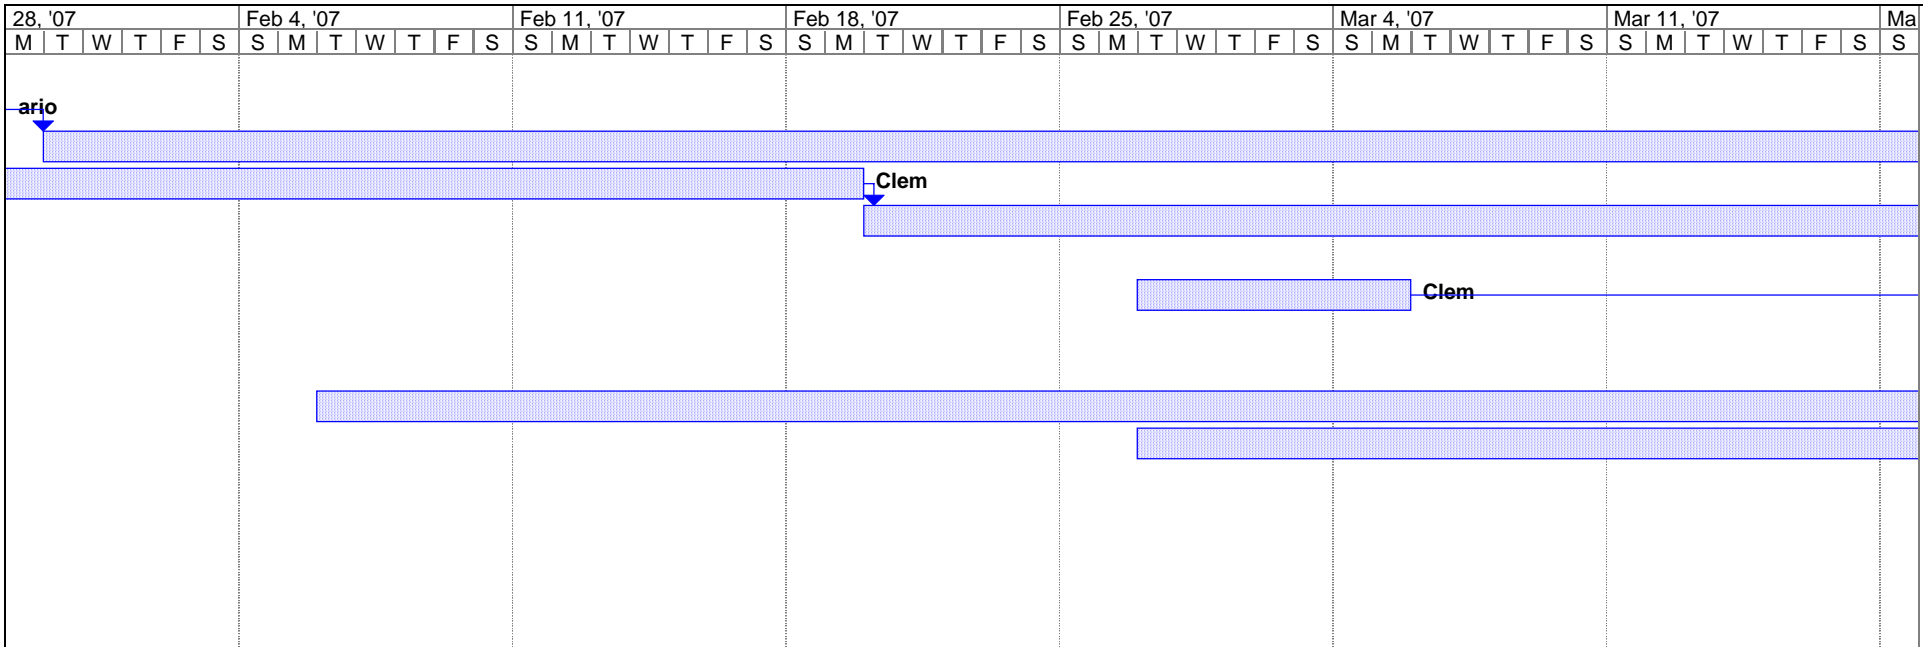 28, '07 Feb 4, '07 Feb 11, '07 Feb 18, '07 Feb 25, '07 Mar 4, '07 Mar 11, '07 Ma
M T W T F S S M T W T F S S M T W T F S S M T W T F S S M T W T F S S M T W T F S S M T W T F S S
ario
Clem
Clem